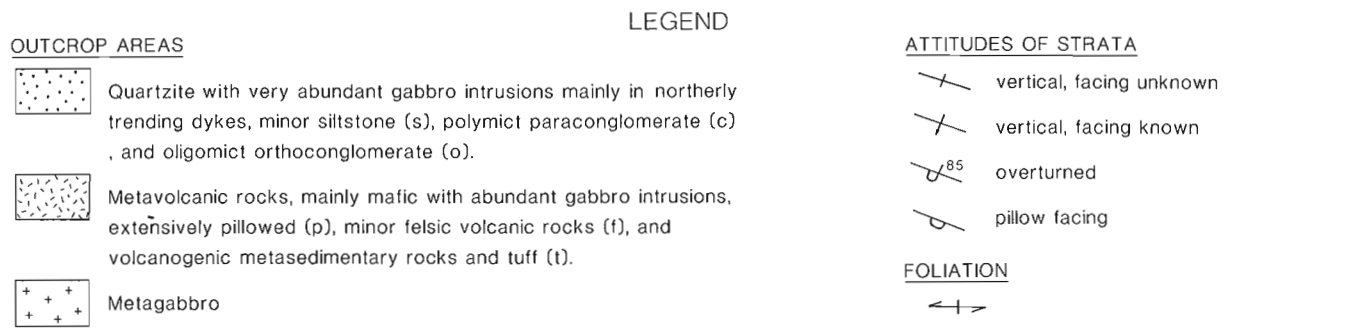 LEGEND
OUTCROP AREAS
Quartzite with very abundant gabbro intrusions mainly in northerly
trending dykes, minor siltstone (s), polymict paraconglomerate (c)
, and oligomict orthoconglomerate (o).
Metavolcanic rocks, mainly mafic with abundant gabbro intrusions,
extensively pillowed (p), minor felsic volcanic rocks (f), and
volcanogenic metasedimentary rocks and tuff (t).
Metagabbro
ATTITUDES OF STRATA
vertical, facing unknown
vertical, facing known
85 overturned
pillow facing
FOLIATION